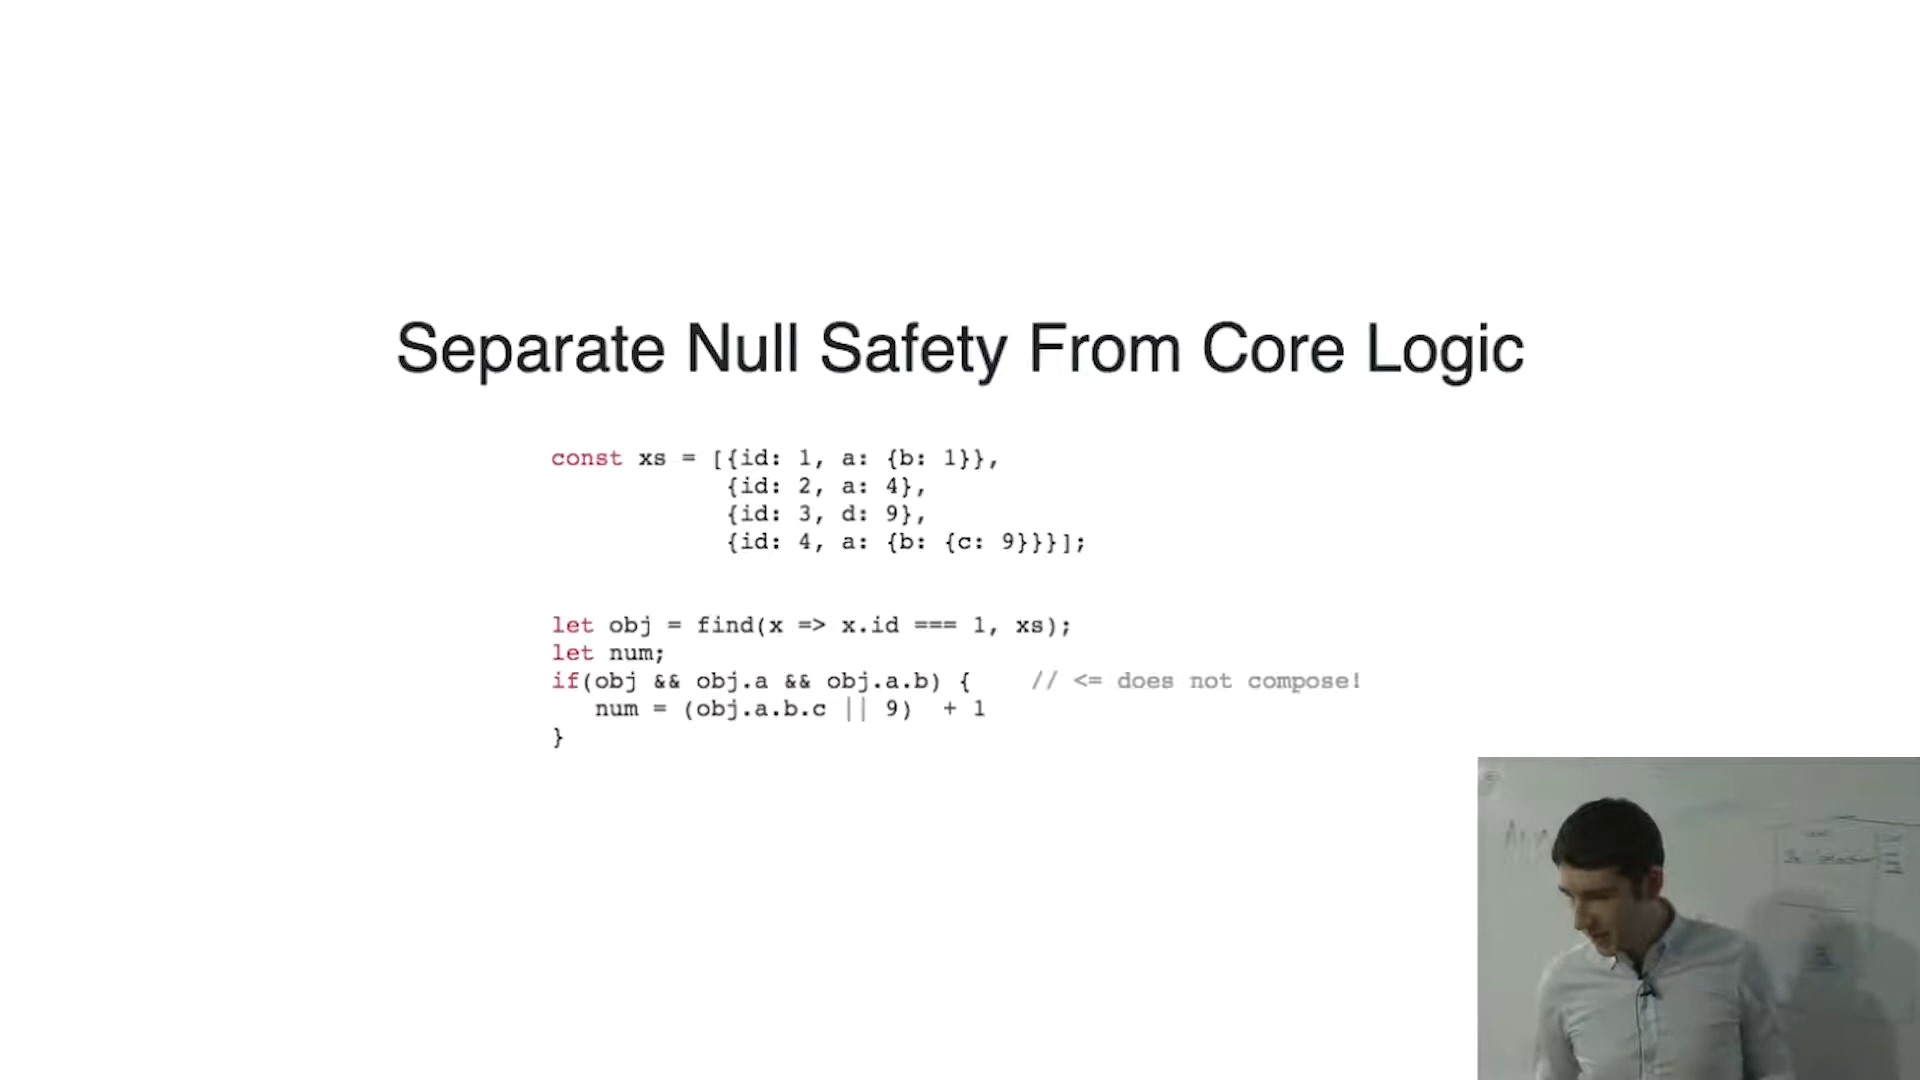 Separate Null Safety From Core Logic
const xs = [{id: 1, a: {b: 1}},
{id: 2, a: 4},
{id: 3, d: 9},
{id: 4, a: {b: {c: 9}}}];
let obj = find(x => x.id === 1, xs);
let num;
if(obj && obj.a && obj.a.b) {    // <= does not compose!
num = (obj.a.b.c || 9)  + 1
}